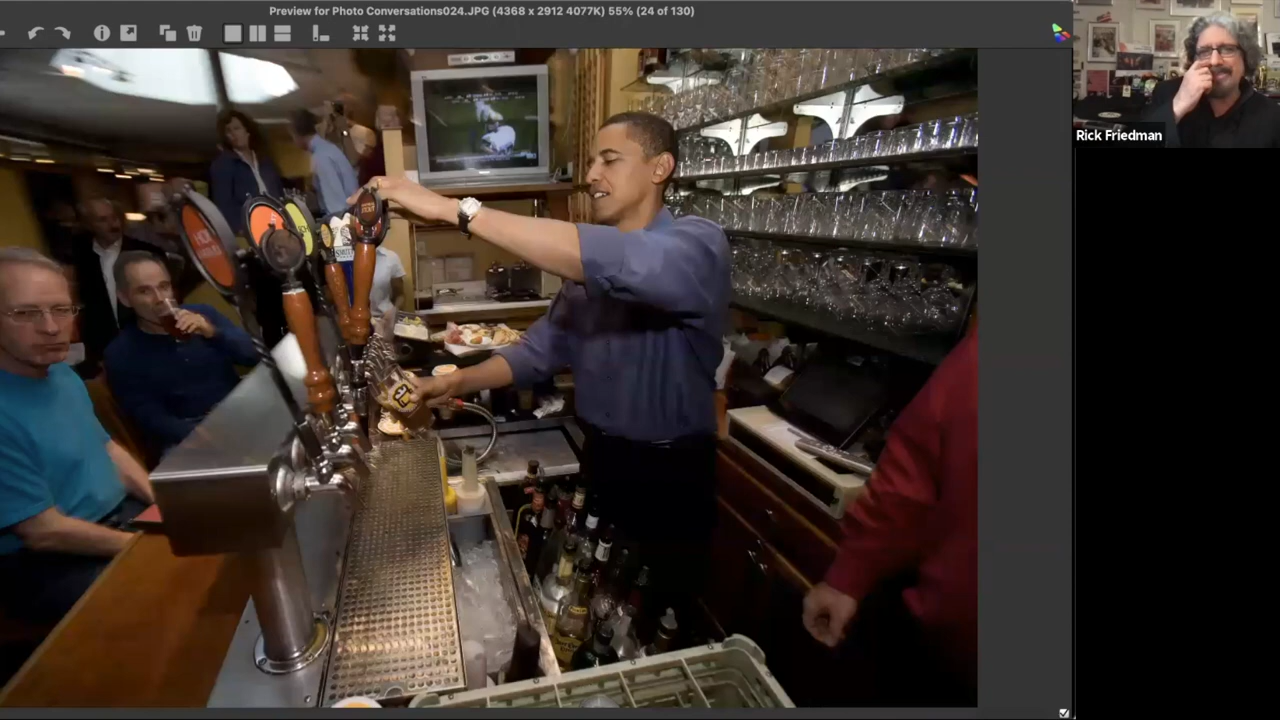 Preview for Photo Conversations024.JPG (4368 x 2912 4077K) 55% (24 of 130)
Rick Friedman